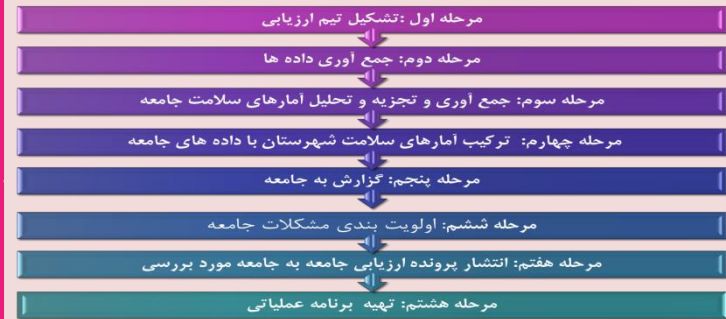 مرحله اول :تشکیل تیم ارزیابی
مرحله دوم: جمع آوری داده ها
مرحله سوم: جمع آوری و تجزیه و تحلیل آمارهای سلامت جامعه
مرحله چهارم: ترکیب آمارهای سلامت شهرستان با داده های جامعه
مرحله پنجم: گزارش به جامعه
مرحله ششم: اولویت بندی مشکلات جامعه
مرحله هفتم: انتشار پرونده ارزیابی جامعه به جامعه مورد بررسی
مرحله هشتم: تهیه برنامه عملیاتی